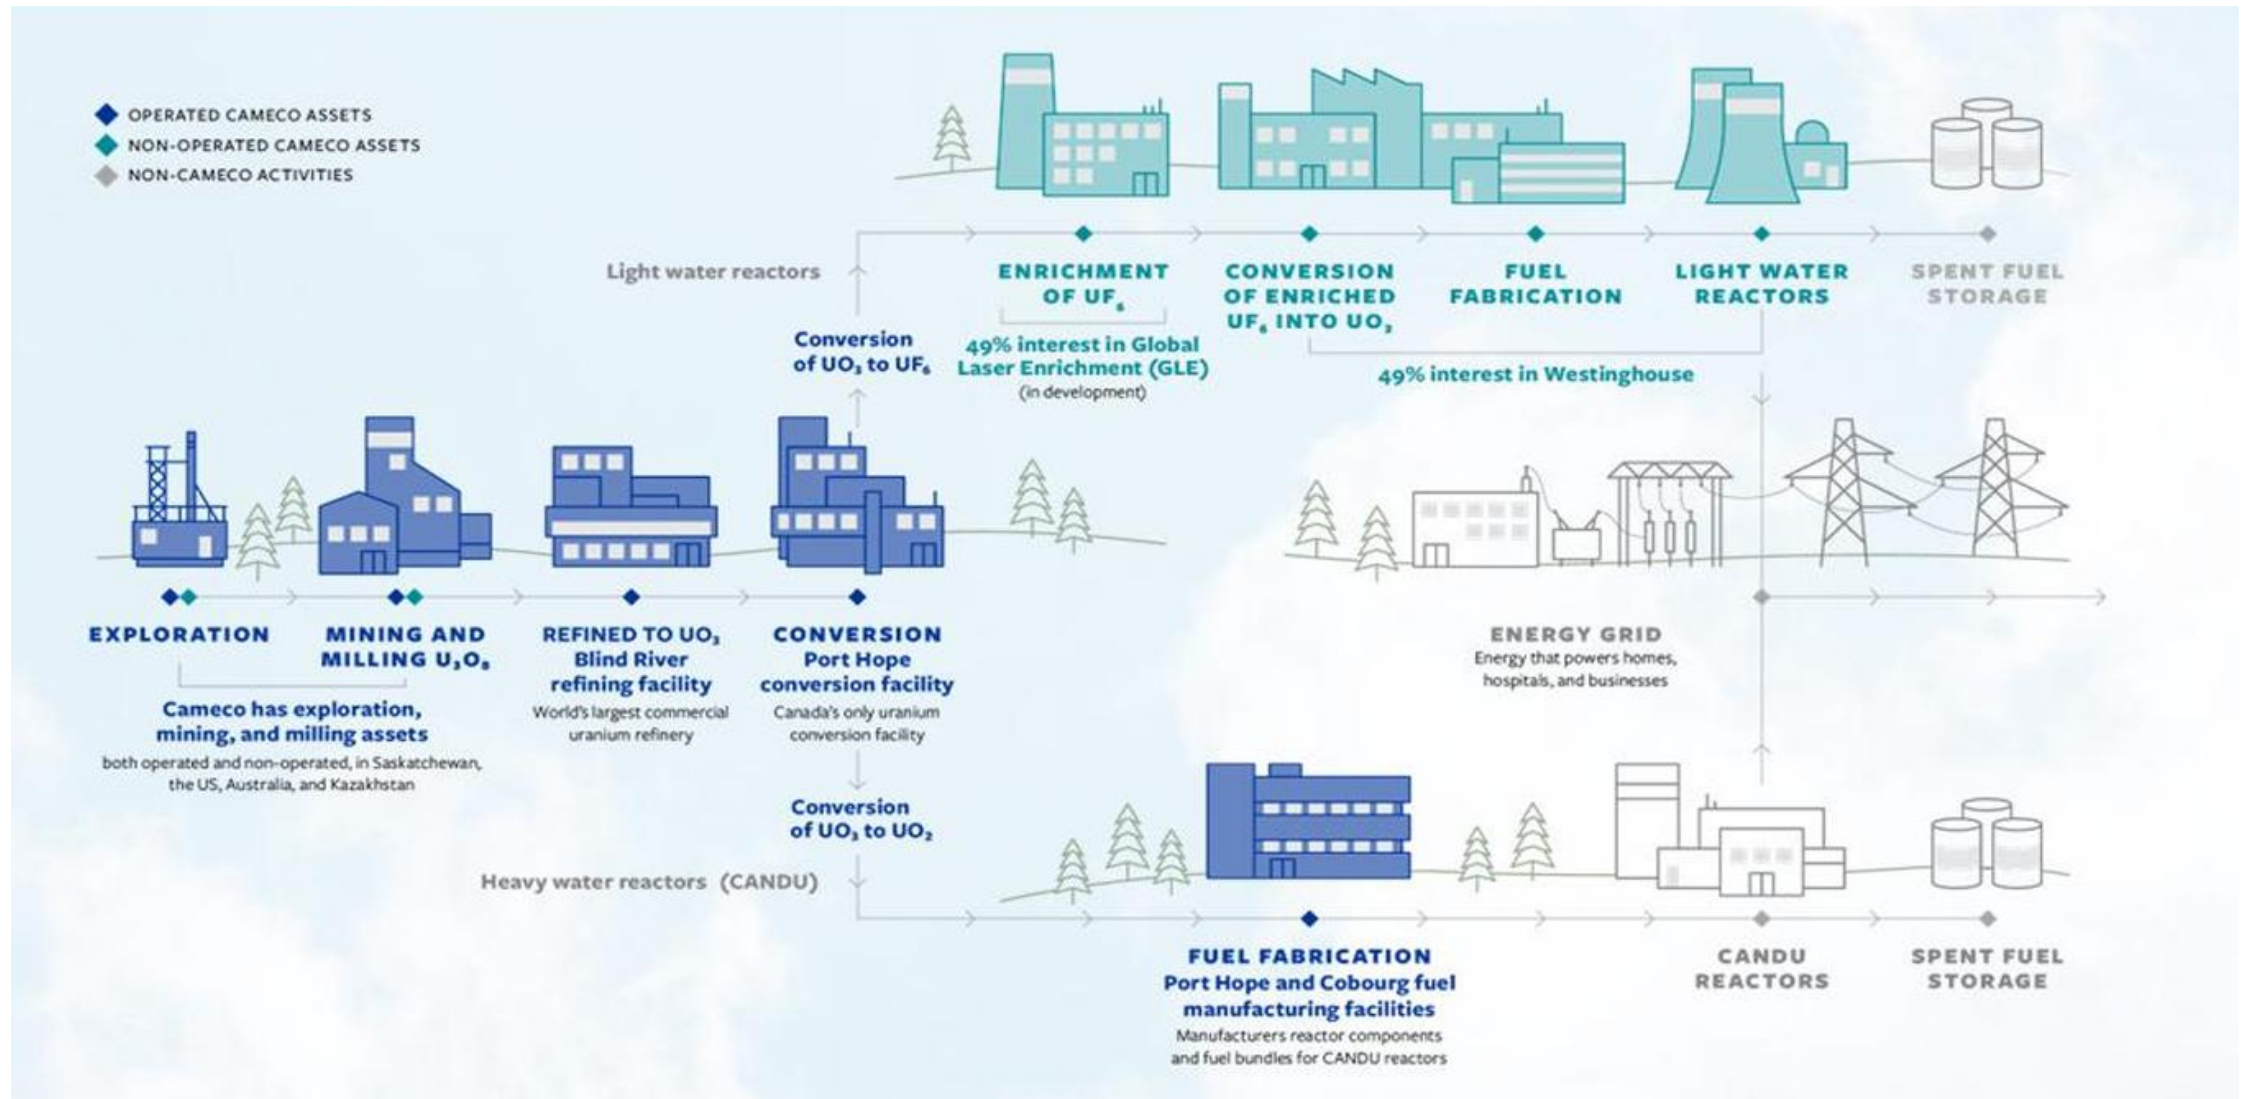 OPERATED CAMECO ASSETS
NON-OPERATED CAMECO ASSETS
NON-CAMECO ACTIVITIES
Light water reactors
ENRICHMENT
OF UF₆
49% interest in Global
Laser Enrichment (GLE)
(in development)
CONVERSION
OF ENRICHED
UF₆ INTO UO₂
FUEL
FABRICATION
LIGHT WATER
REACTORS
49% interest in Westinghouse
SPENT FUEL
STORAGE
Conversion
of UO₃ to UF₆
EXPLORATION
MINING AND
MILLING U₃O₈
Cameco has exploration,
mining, and milling assets
both operated and non-operated, in Saskatchewan,
the US, Australia, and Kazakhstan
REFINED TO UO₃
Blind River
refining facility
World's largest commercial
uranium refinery
CONVERSION
Port Hope
conversion facility
Canada's only uranium
conversion facility
ENERGY GRID
Energy that powers homes,
hospitals, and businesses
Conversion
of UO₃ to UO₂
Heavy water reactors (CANDU)
FUEL FABRICATION
Port Hope and Cobourg fuel
manufacturing facilities
Manufacturers reactor components
and fuel bundles for CANDU reactors
CANDU
REACTORS
SPENT FUEL
STORAGE